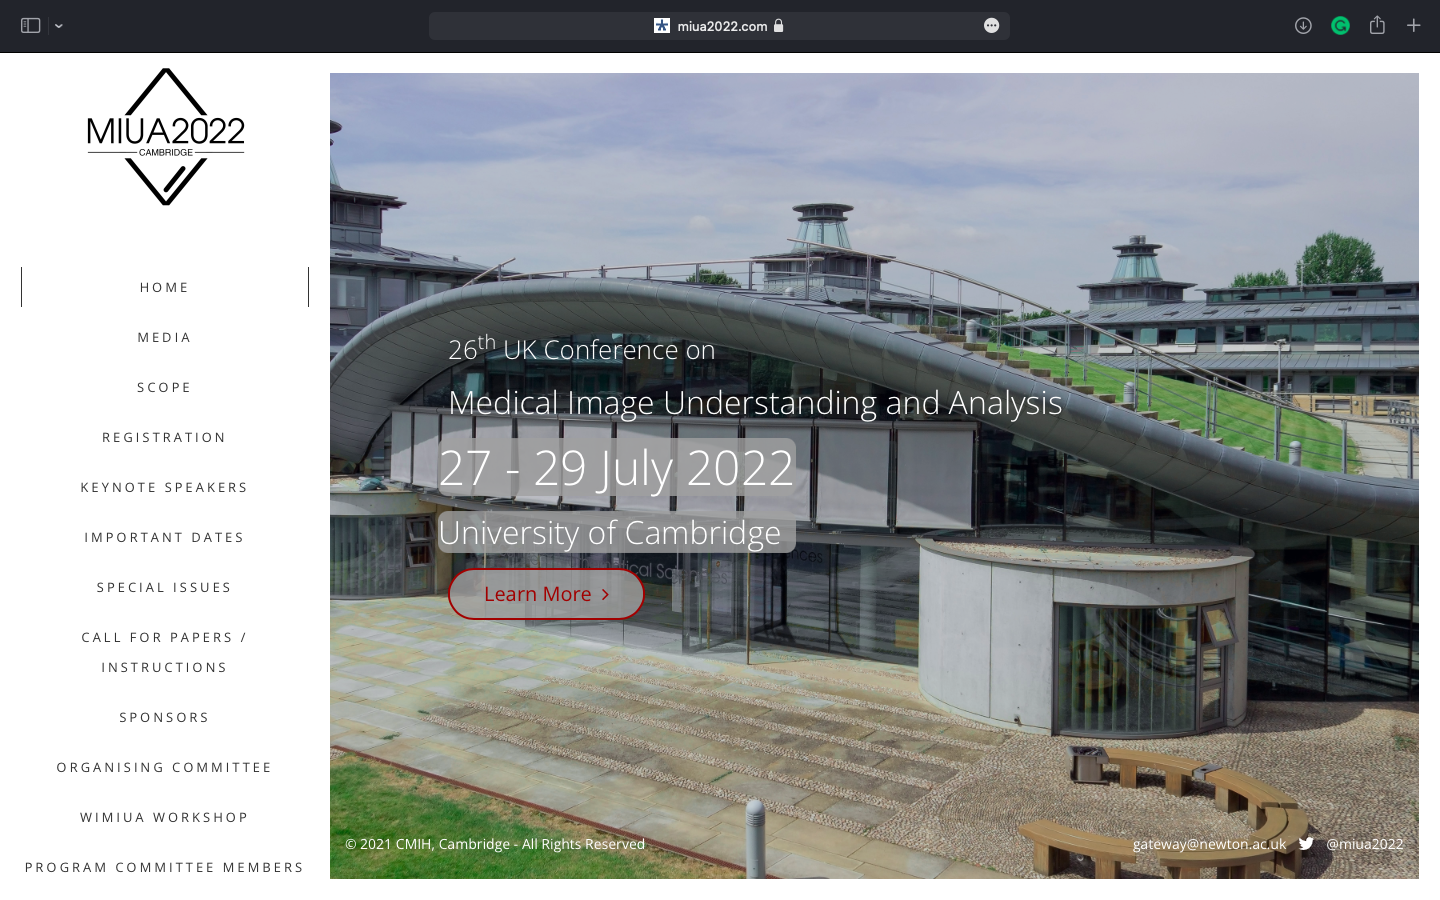 miua2022.com
MIUA2022
CAMBRIDGE
HOME
MEDIA
SCOPE
REGISTRATION
KEYNOTE SPEAKERS
IMPORTANT DATES
SPECIAL ISSUES
CALL FOR PAPERS /
INSTRUCTIONS
SPONSORS
ORGANISING COMMITTEE
WIMIUA WORKSHOP
PROGRAM COMMITTEE MEMBERS
26th UK Conference on
Medical Image Understanding and Analysis
27 - 29 July 2022
University of Cambridge
Learn More
© 2021 CMIH, Cambridge - All Rights Reserved
gateway@newton.ac.uk @miua2022